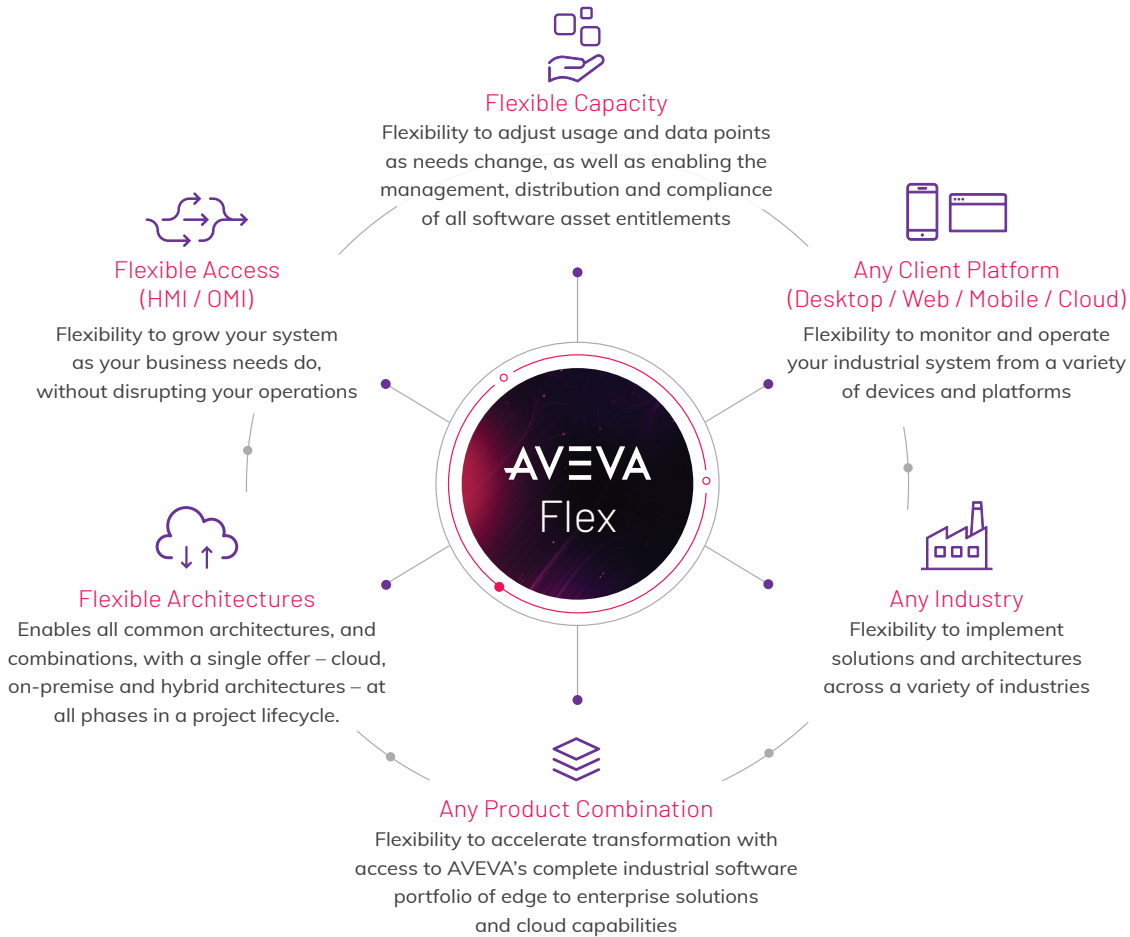 Flexible Capacity
Flexibility to adjust usage and data points
as needs change, as well as enabling the
management, distribution and compliance
of all software asset entitlements
Flexible Access
(HMI / OMI)
Flexibility to grow your system
as your business needs do,
without disrupting your operations
Any Client Platform
(Desktop / Web / Mobile / Cloud)
Flexibility to monitor and operate
your industrial system from a variety
of devices and platforms
AVEVA
Flex
Flexible Architectures
Enables all common architectures, and
combinations, with a single offer – cloud,
on-premise and hybrid architectures – at
all phases in a project lifecycle.
Any Industry
Flexibility to implement
solutions and architectures
across a variety of industries
Any Product Combination
Flexibility to accelerate transformation with
access to AVEVA’s complete industrial software
portfolio of edge to enterprise solutions
and cloud capabilities